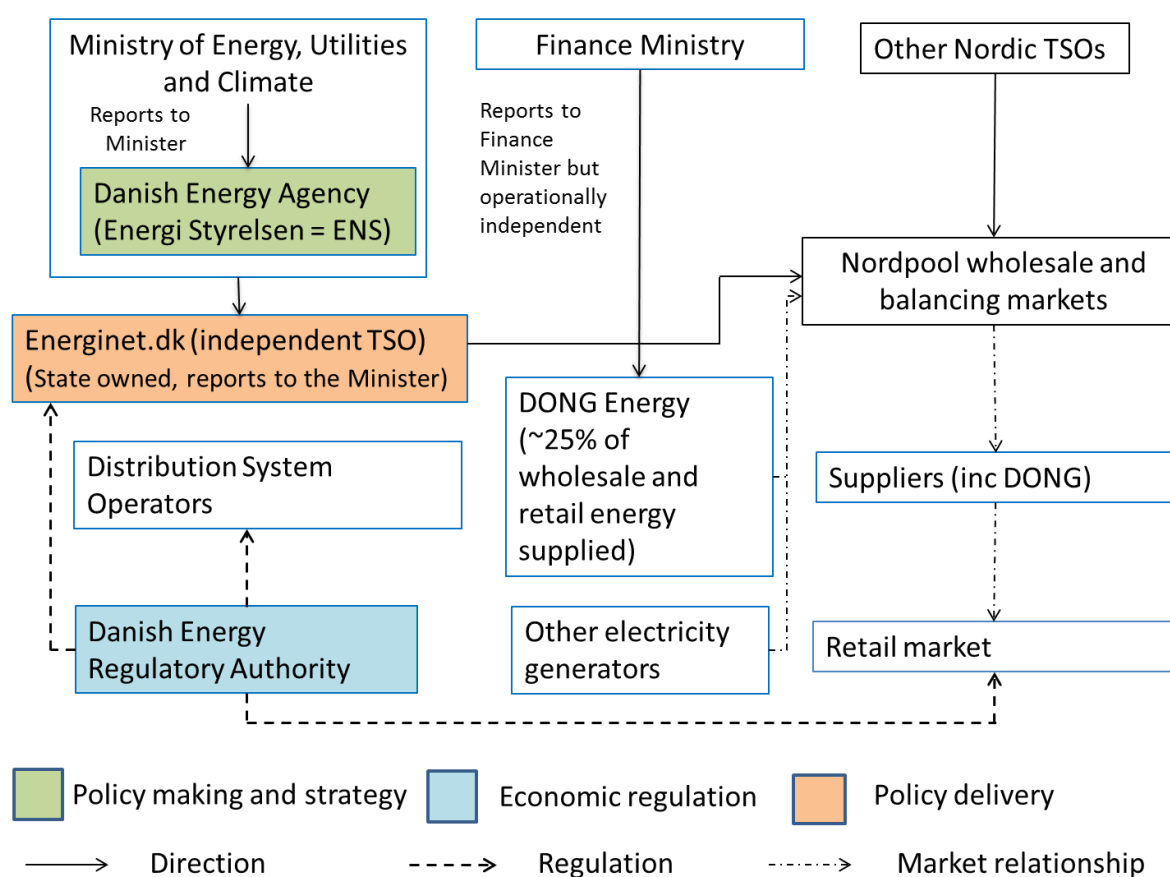 Ministry of Energy, Utilities
and Climate
Reports to
Minister
Danish Energy Agency
(Energi Styrelsen = ENS)
Finance Ministry
Reports to
Finance
Minister but
operationally
independent
Other Nordic TSOs
Nordpool wholesale and
balancing markets
Energinet.dk (independent TSO)
(State owned, reports to the Minister)
DONG Energy
(~25% of
wholesale and
retail energy
supplied)
Distribution System
Operators
Suppliers (inc DONG)
Danish Energy
Regulatory Authority
Other electricity
generators
Retail market
Policy making and strategy
Economic regulation
Policy delivery
Direction
Regulation
Market relationship